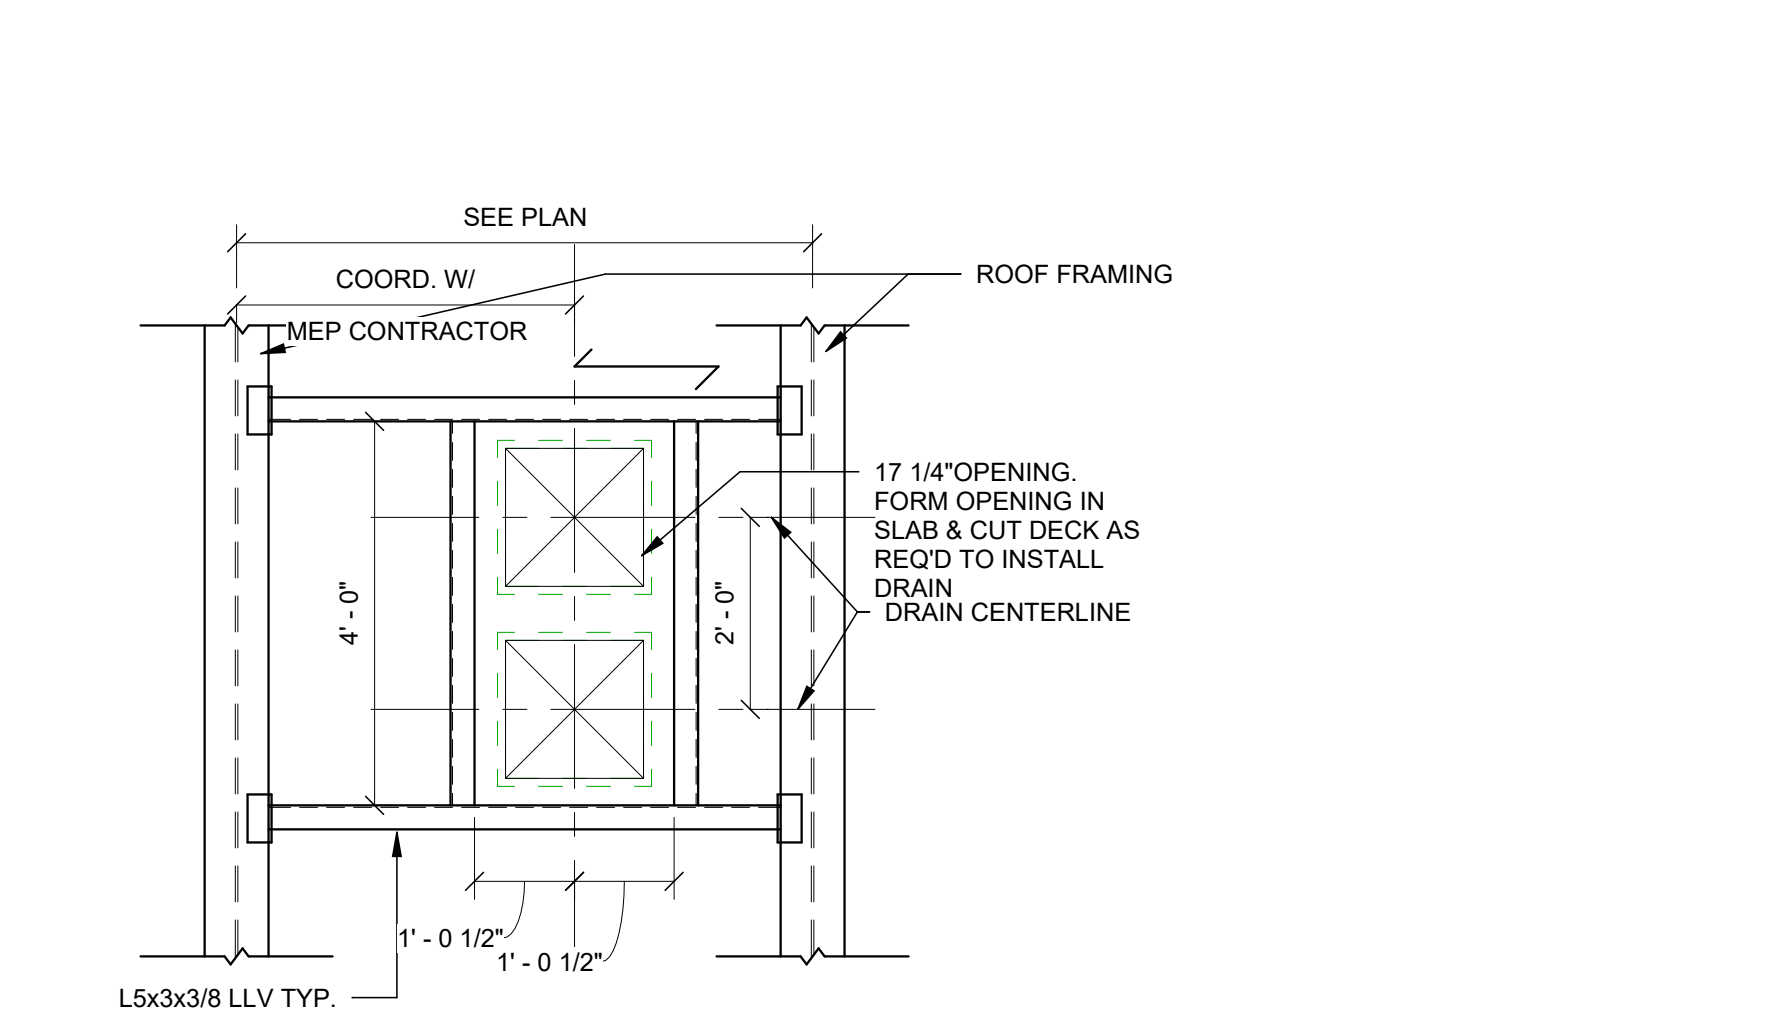 SEE PLAN
COORD. W/
MEP CONTRACTOR
ROOF FRAMING
17 1/4"OPENING.
FORM OPENING IN
SLAB & CUT DECK AS
REQ'D TO INSTALL
DRAIN
DRAIN CENTERLINE
4' - 0"
2' - 0"
1' - 0 1/2"
1' - 0 1/2"
L5x3x3/8 LLV TYP.